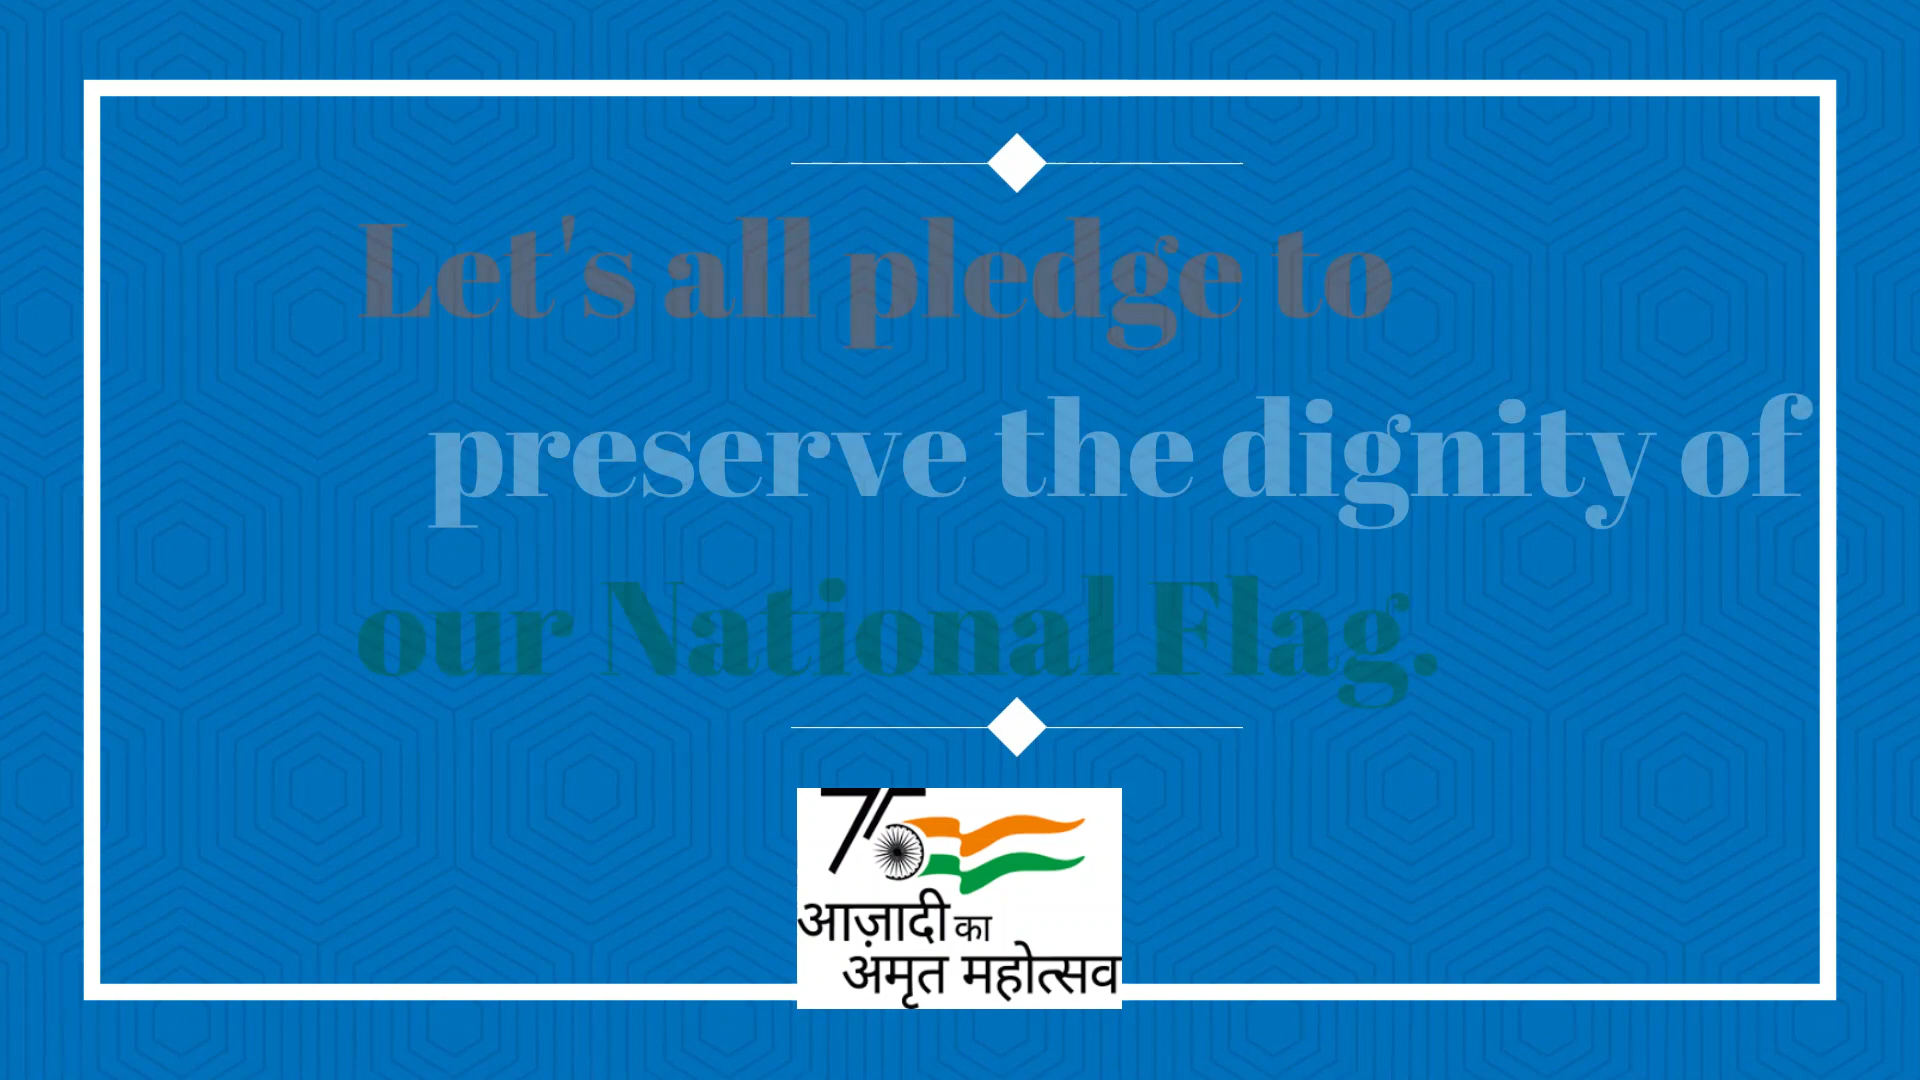 Let's all pledge to
preserve the dignity of
our National Flag.
75
आज़ादी का
अमृत महोत्सव